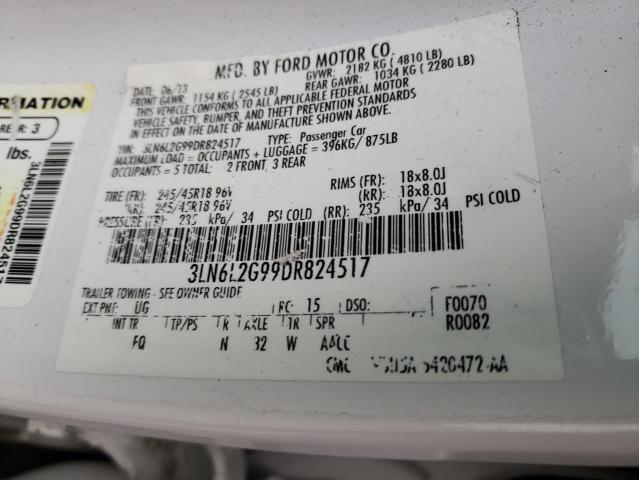 MFD. BY FORD MOTOR CO.
DATE: 06/13 GVWR: 2182 KG ( 4810 LB)
FRONT GAWR: 1154 KG ( 2545 LB) REAR GAWR: 1034 KG ( 2280 LB)
THIS VEHICLE CONFORMS TO ALL APPLICABLE FEDERAL MOTOR
VEHICLE SAFETY, BUMPER, AND THEFT PREVENTION STANDARDS
IN EFFECT ON THE DATE OF MANUFACTURE SHOWN ABOVE.
VIN: 3LN6L2G99DR824517 TYPE: Passenger Car
MAXIMUM LOAD = OCCUPANTS + LUGGAGE = 396KG/ 875LB
OCCUPANTS = 5 TOTAL: 2 FRONT, 3 REAR
TIRE (FR): 245/45R18 96V RIMS (FR): 18x8.0J
(RR): 245/45R18 96V (RR): 18x8.0J
PRESSURE (FR): 235 kPa/ 34 PSI COLD (RR): 235 kPa/ 34 PSI COLD
3LN6L2G99DR824517
TRAILER TOWING - SEE OWNER GUIDE
EXT PNT: UG RC: 15 DSO: F0070
INT TR TP/PS R AXLE TR SPR R0082
FQ N 32 W
RMATION
REAR: 3
lbs.
3LN6L2G99DR824517